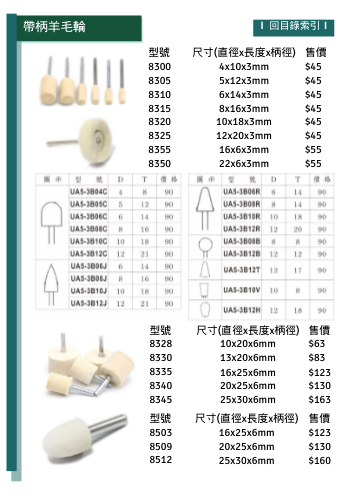 帶柄羊毛輪
回目錄索引
型號 尺寸(直徑x長度x柄徑) 售價
8300 4x10x3mm $45
8305 5x12x3mm $45
8310 6x14x3mm $45
8315 8x16x3mm $45
8320 10x18x3mm $45
8325 12x20x3mm $45
8355 16x6x3mm $55
8350 22x6x3mm $55
圖 示 型 號 D T 價 格
UA5-3B04C 4 8 90
UA5-3B05C 5 12 90
UA5-3B06C 6 14 90
UA5-3B08C 8 16 90
UA5-3B10C 10 18 90
UA5-3B12C 12 21 90
UA5-3B06J 6 14 90
UA5-3B08J 8 16 90
UA5-3B10J 10 18 90
UA5-3B12J 12 21 90
圖 示 型 號 D T 價 格
UA5-3B06R 6 14 90
UA5-3B08R 8 14 90
UA5-3B10R 10 18 90
UA5-3B12R 12 20 90
UA5-3B08B 8 8 90
UA5-3B12B 12 12 90
UA5-3B12T 12 17 90
UA5-3B10V 10 8 90
UA5-3B12H 12 18 90
型號 尺寸(直徑x長度x柄徑) 售價
8328 10x20x6mm $63
8330 13x20x6mm $83
8335 16x25x6mm $123
8340 20x25x6mm $130
8345 25x30x6mm $163
型號 尺寸(直徑x長度x柄徑) 售價
8503 16x25x6mm $123
8509 20x25x6mm $130
8512 25x30x6mm $160